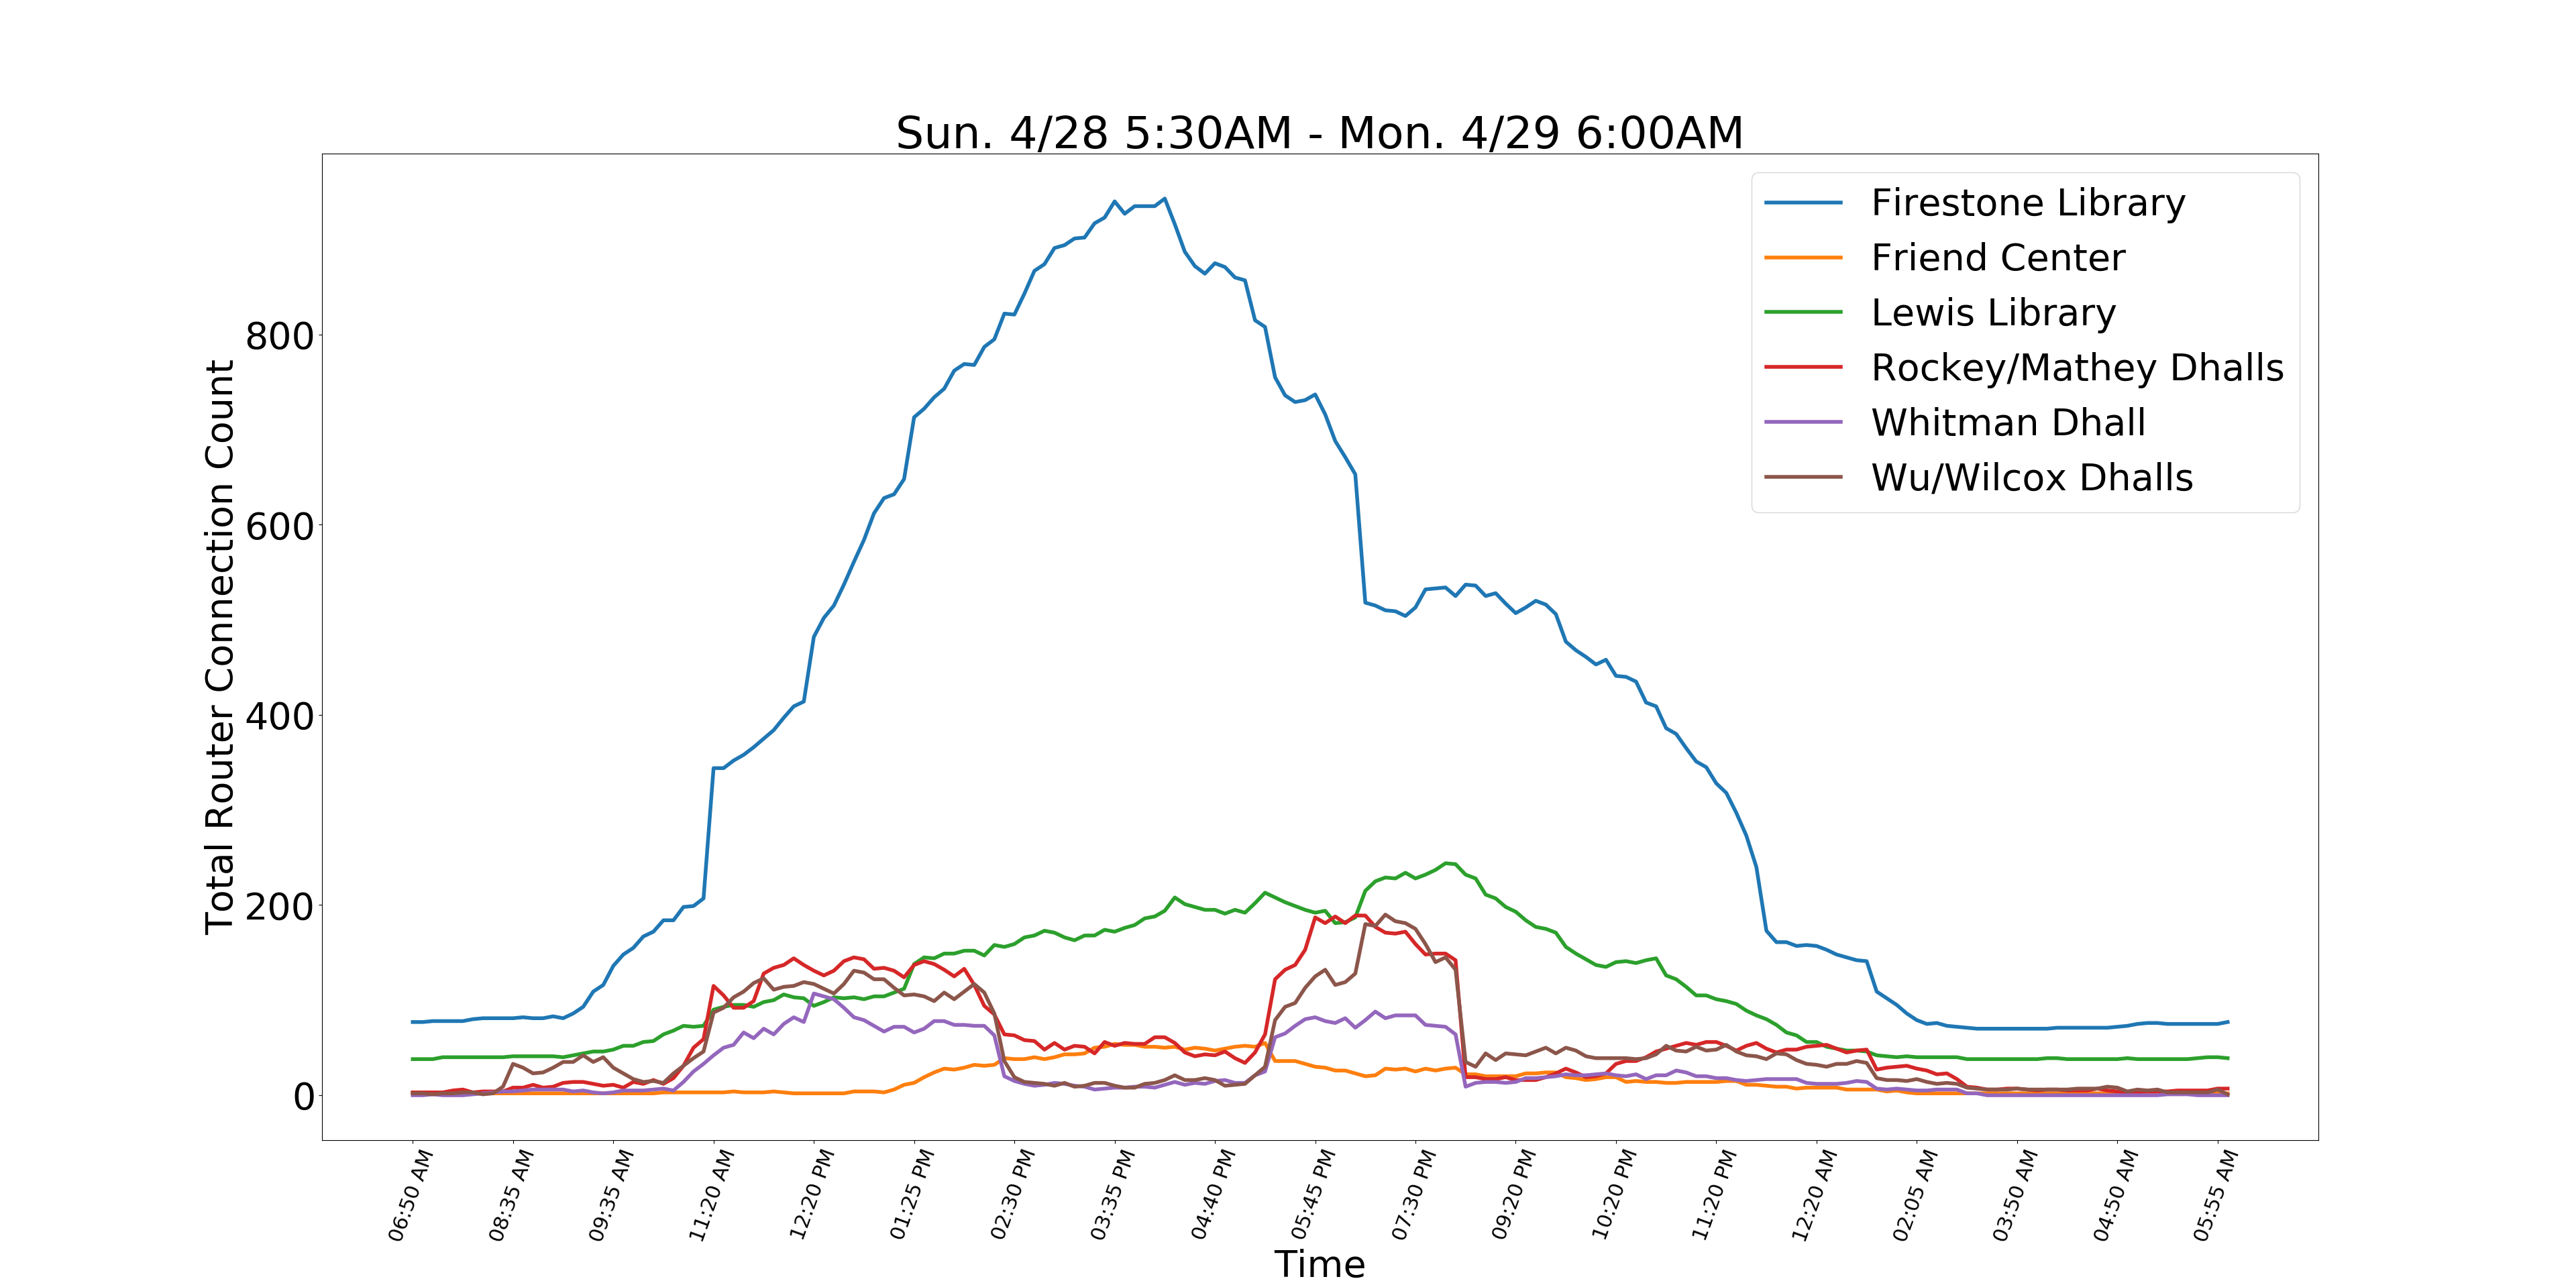 Sun. 4/28 5:30AM - Mon. 4/29 6:00AM
Firestone Library
Friend Center
Lewis Library
Rockey/Mathey Dhalls
Whitman Dhall
Wu/Wilcox Dhalls
Total Router Connection Count
800
600
400
200
0
06:50 AM
08:35 AM
09:35 AM
11:20 AM
12:20 PM
01:25 PM
02:30 PM
03:35 PM
04:40 PM
05:45 PM
07:30 PM
09:20 PM
10:20 PM
11:20 PM
12:20 AM
02:05 AM
03:50 AM
04:50 AM
05:55 AM
Time